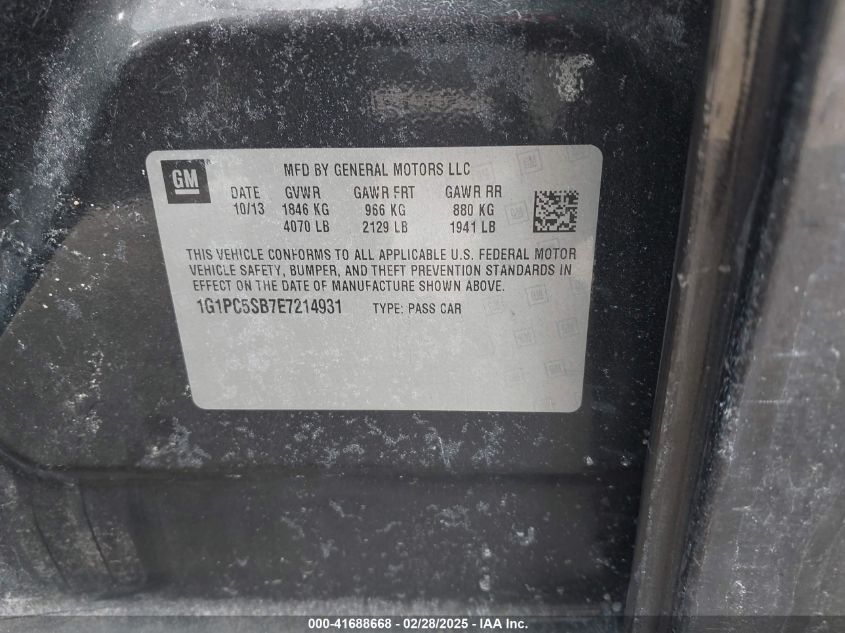 GM
MFD BY GENERAL MOTORS LLC
DATE GVWR GAWR FRT GAWR RR
10/13 1846 KG 966 KG 880 KG
4070 LB 2129 LB 1941 LB
THIS VEHICLE CONFORMS TO ALL APPLICABLE U.S. FEDERAL MOTOR
VEHICLE SAFETY, BUMPER, AND THEFT PREVENTION STANDARDS IN
EFFECT ON THE DATE OF MANUFACTURE SHOWN ABOVE.
1G1PC5SB7E7214931 TYPE: PASS CAR
000-41688668 - 02/28/2025 - IAA Inc.